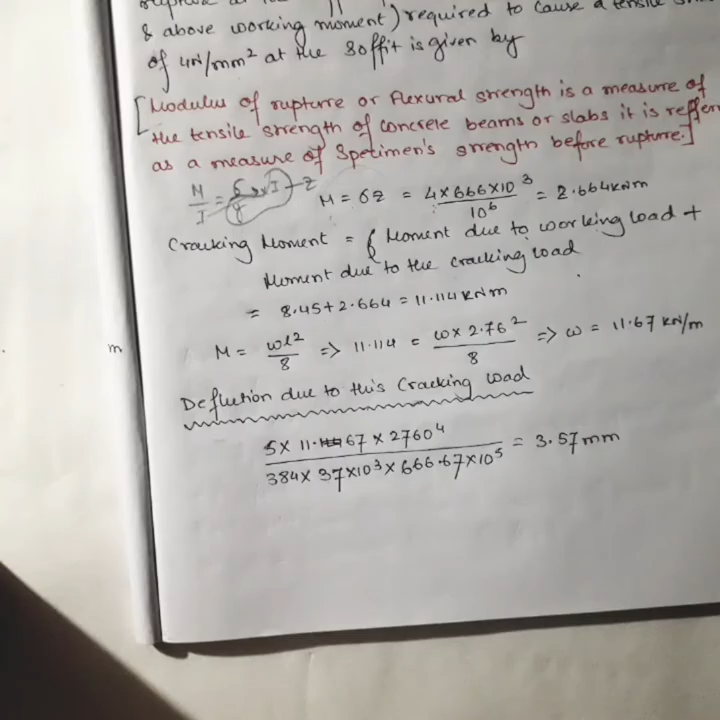 & above working moment) required to cause a tensile
of 4N/mm² at the soffit is given by
[Modulus of rupture or flexural strength is a measure of
the tensile strength of concrete beams or slabs it is
as a measure of Spetimen's strength before rupture.]
M/I =
M = 6Z = 4×666×10³/10⁶ = 2.664kNm
Cracking Moment = { Moment due to working load +
Moment due to the cracking load
= 8.45+2.664 = 11.114 kNm
M = wl²/8 => 11.114 = w×2.76²/8 => w = 11.67 kN/m
m
Deflection due to this Cracking load
5×11.67×2760⁴/384×37×10³×666.67×10⁵ = 3.57mm